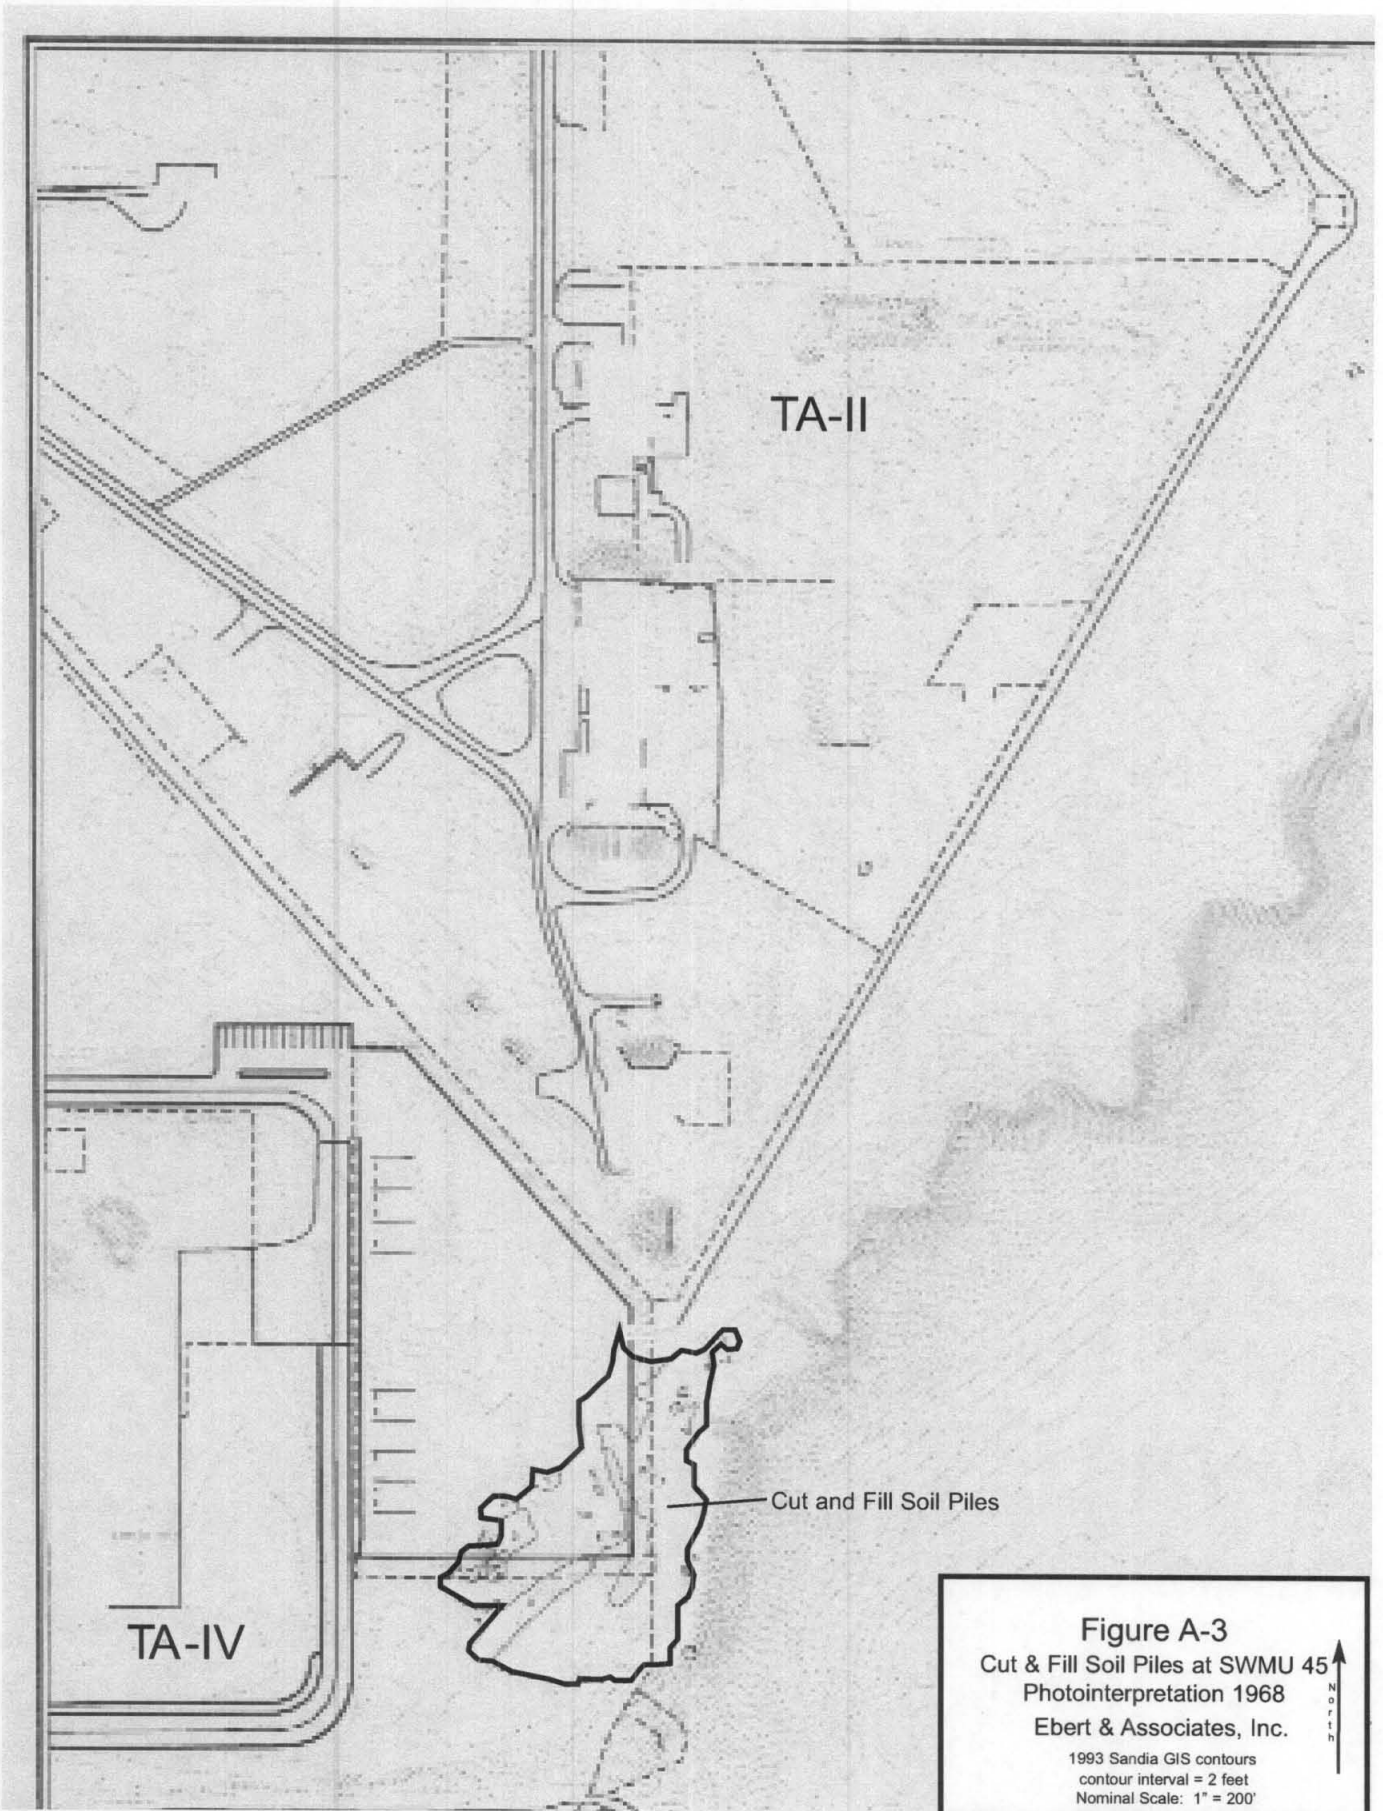 TA-II
Cut and Fill Soil Piles
TA-IV
Figure A-3
Cut & Fill Soil Piles at SWMU 45
Photointerpretation 1968
Ebert & Associates, Inc.
1993 Sandia GIS contours
contour interval = 2 feet
Nominal Scale: 1" = 200'
North